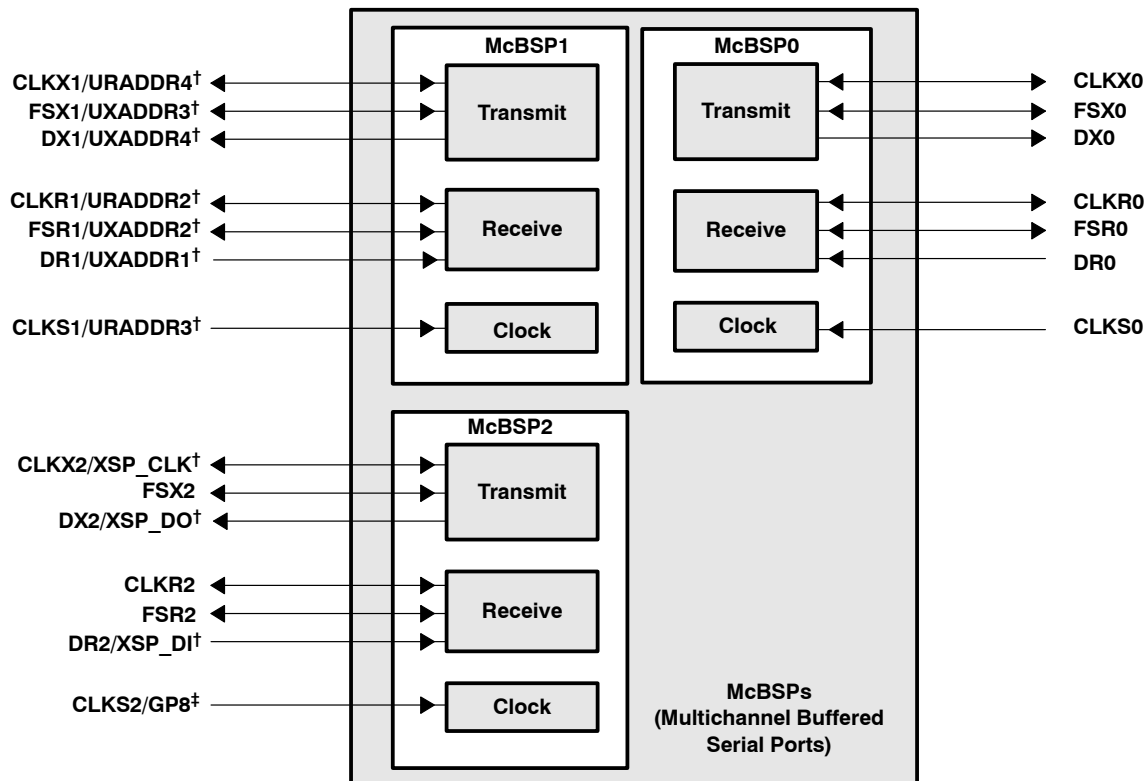 McBSP1
CLKX1/URADDR4†
FSX1/UXADDR3†
DX1/UXADDR4†
Transmit
CLKR1/URADDR2†
FSR1/UXADDR2†
DR1/UXADDR1†
Receive
CLKS1/URADDR3†
Clock
McBSP0
Transmit
CLKX0
FSX0
DX0
Receive
CLKR0
FSR0
DR0
Clock
CLKS0
McBSP2
CLKX2/XSP_CLK†
FSX2
DX2/XSP_DO†
Transmit
CLKR2
FSR2
DR2/XSP_DI†
Receive
CLKS2/GP8‡
Clock
McBSPs
(Multichannel Buffered
Serial Ports)